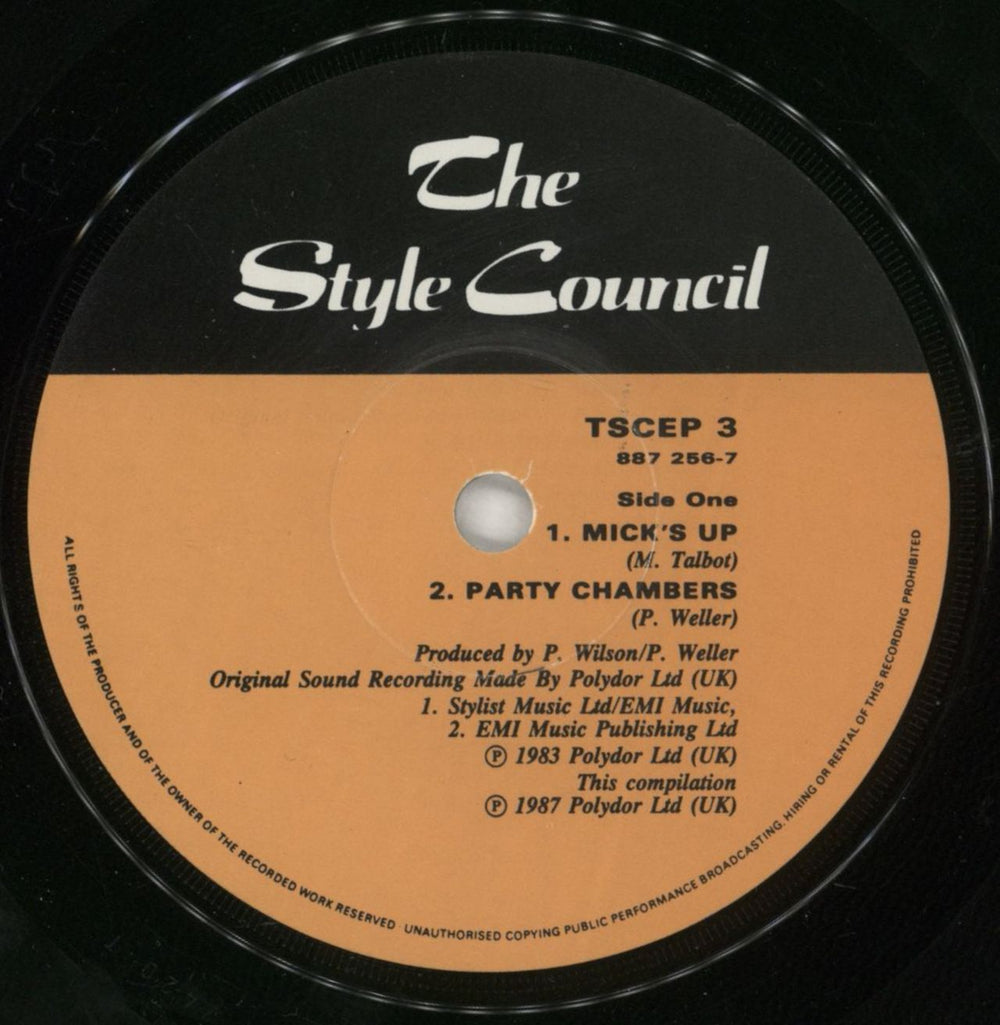 The
Style Council
TSCEP 3
887 256-7
Side One
1. MICK'S UP
(M. Talbot)
2. PARTY CHAMBERS
(P. Weller)
Produced by P. Wilson/P. Weller
Original Sound Recording Made By Polydor Ltd (UK)
1. Stylist Music Ltd/EMI Music,
2. EMI Music Publishing Ltd
Ⓟ 1983 Polydor Ltd (UK)
This compilation
Ⓟ 1987 Polydor Ltd (UK)
ALL RIGHTS OF THE PRODUCER AND OF THE OWNER OF THE RECORDED WORK RESERVED · UNAUTHORISED COPYING PUBLIC PERFORMANCE BROADCASTING. HIRING OR RENTAL OF THIS RECORDING PROHIBITED